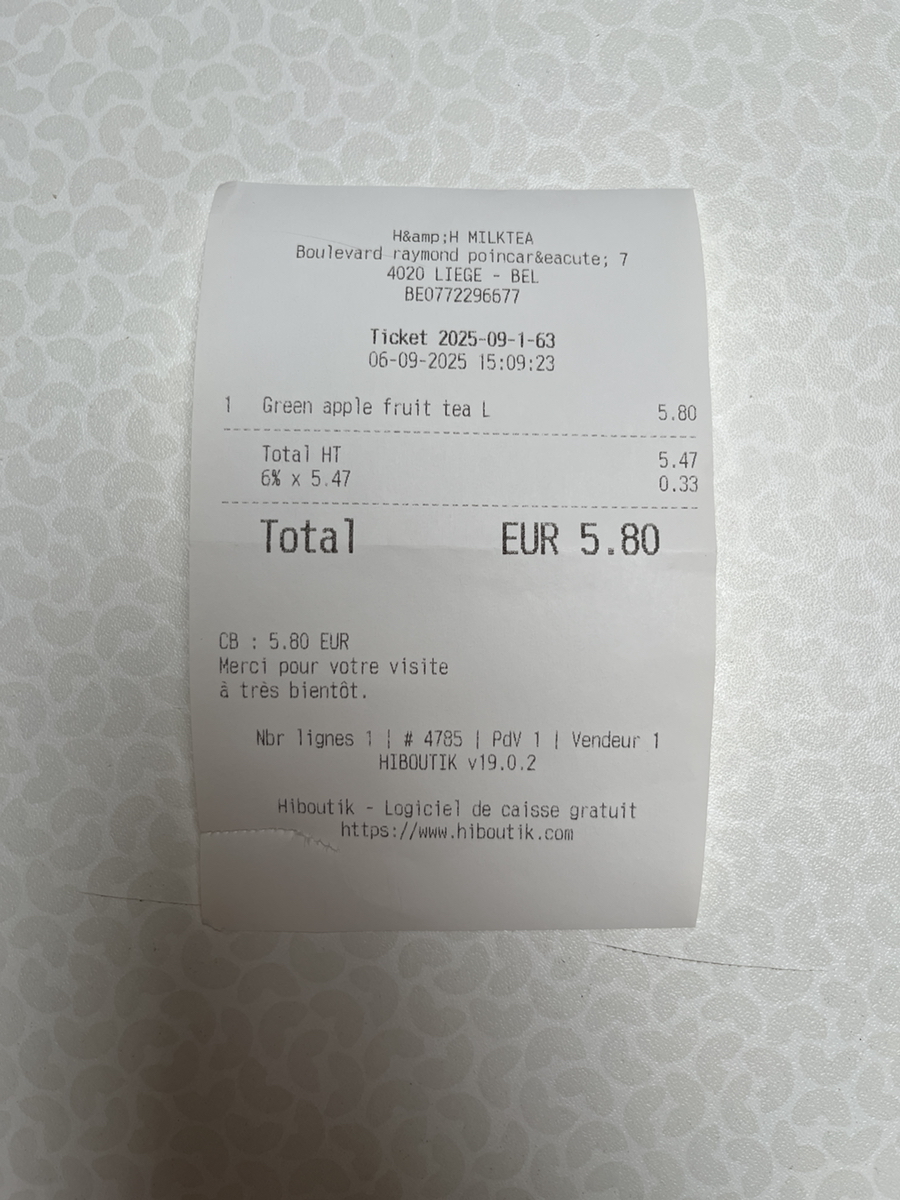 H&amp;H MILKTEA
Boulevard raymond poincar&eacute; 7
4020 LIEGE - BEL
BE0772296677
Ticket 2025-09-1-63
06-09-2025 15:09:23
1 Green apple fruit tea L 5.80
Total HT 5.47
6% x 5.47 0.33
Total EUR 5.80
CB : 5.80 EUR
Merci pour votre visite
à très bientôt.
Nbr lignes 1 | # 4785 | PdV 1 | Vendeur 1
HIBOUTIK v19.0.2
Hiboutik - Logiciel de caisse gratuit
https://www.hiboutik.com